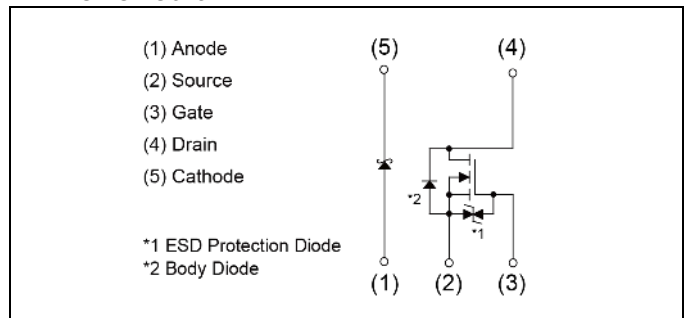 (1) Anode
(2) Source
(3) Gate
(4) Drain
(5) Cathode
*1 ESD Protection Diode
*2 Body Diode
(5) (4)
*2
*1
(1) (2) (3)